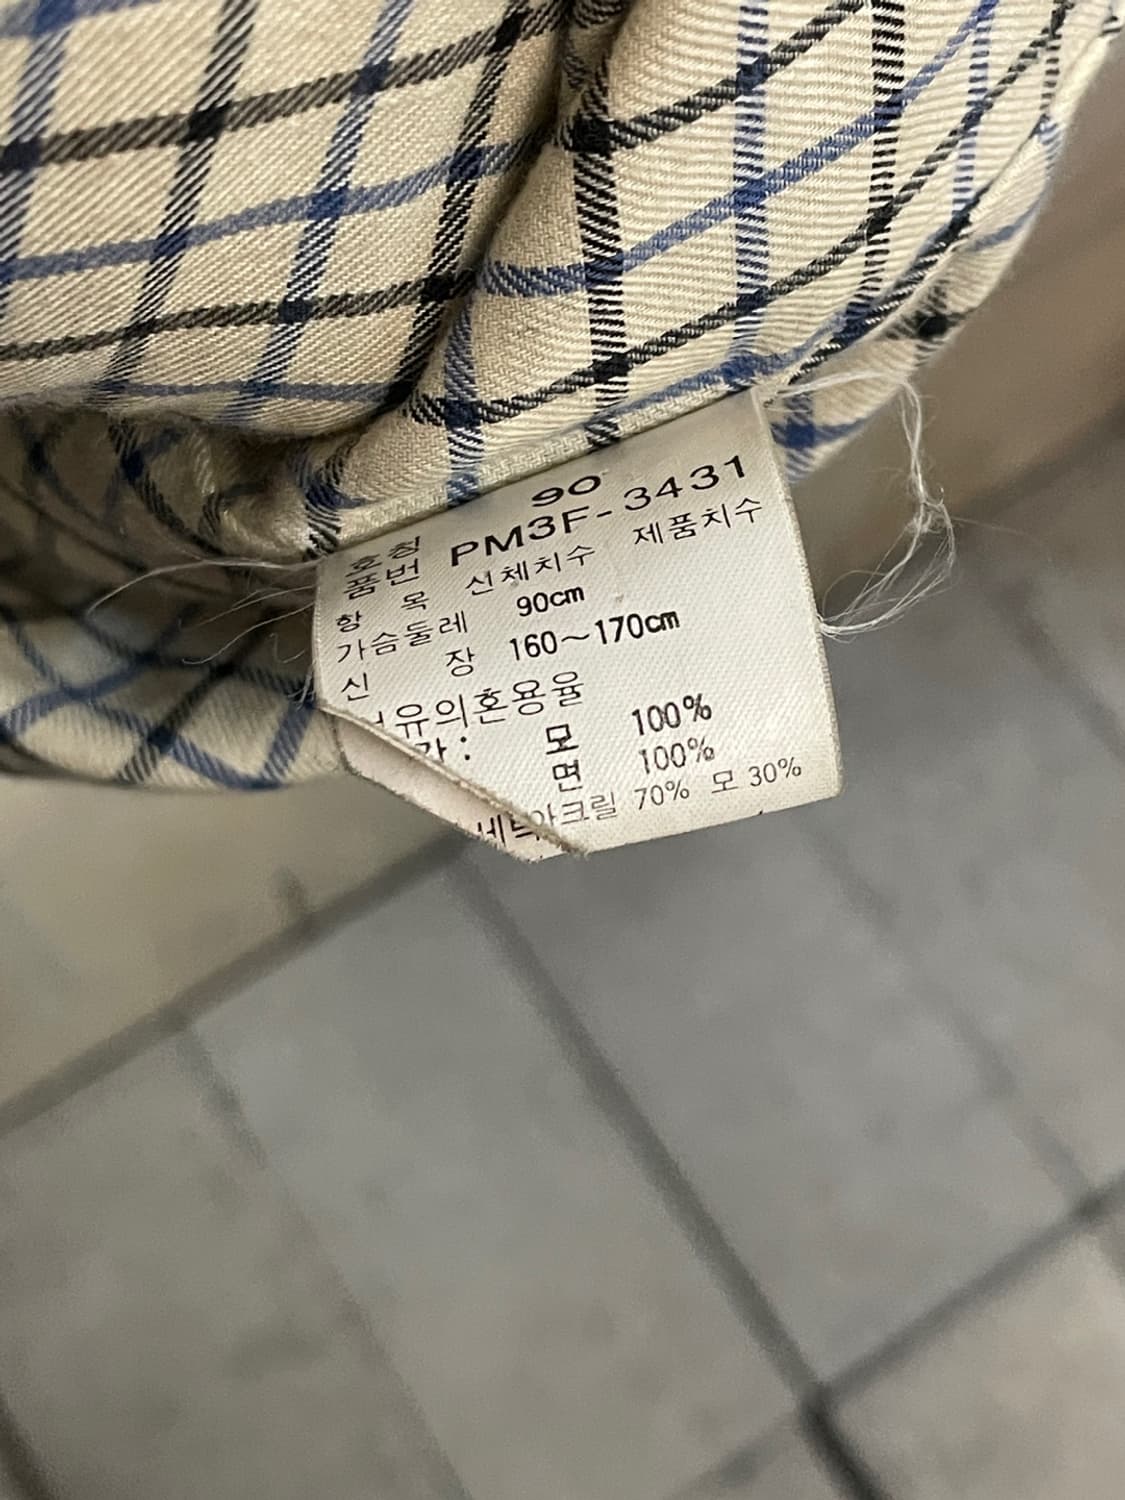 호칭 90
품번 PM3F-3431
항 목 신체치수 제품치수
가슴둘레 90cm
신 장 160~170cm
유의혼용율
모 100%
면 100%
아크릴 70% 모 30%